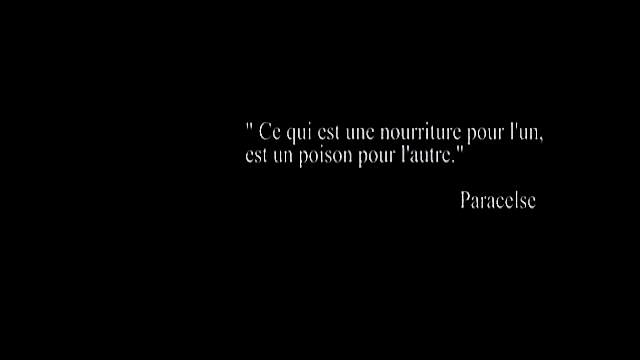 " Ce qui est une nourriture pour l'un,
est un poison pour l'autre."
Paracelse